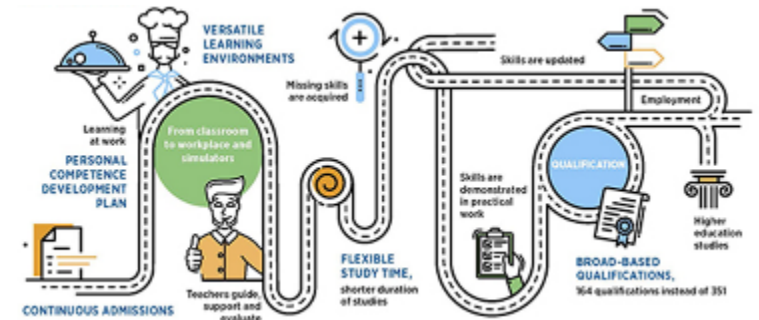 VERSATILE
LEARNING
ENVIRONMENTS
Learning
at work
PERSONAL
COMPETENCE
DEVELOPMENT
PLAN
CONTINUOUS ADMISSIONS
From classroom
to workplace and
simulators
Teachers guide,
support and
evaluate
Missing skills
are acquired
FLEXIBLE
STUDY TIME,
shorter duration
of studies
Skills are updated
Skills are
demonstrated
in practical
work
Employment
QUALIFICATION
Higher
education
studies
BROAD-BASED
QUALIFICATIONS,
164 qualifications instead of 351